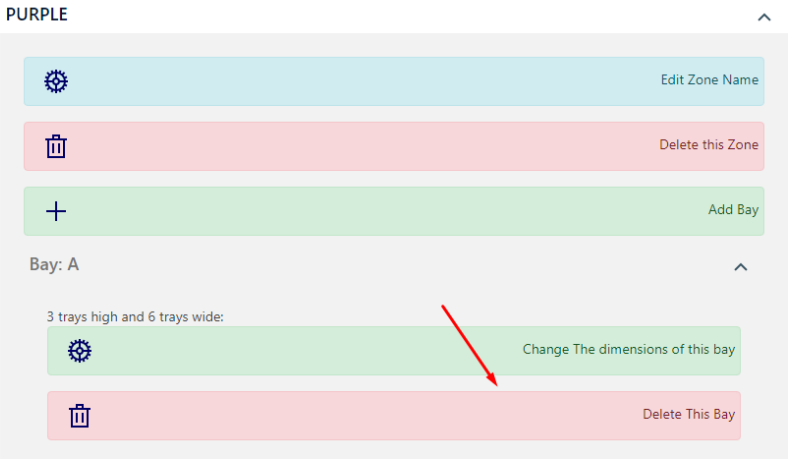 PURPLE
Edit Zone Name
Delete this Zone
Add Bay
Bay: A
3 trays high and 6 trays wide:
Change The dimensions of this bay
Delete This Bay